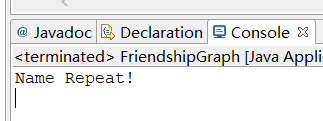 @ Javadoc Declaration Console
<terminated> FriendshipGraph [Java Appli
Name Repeat!